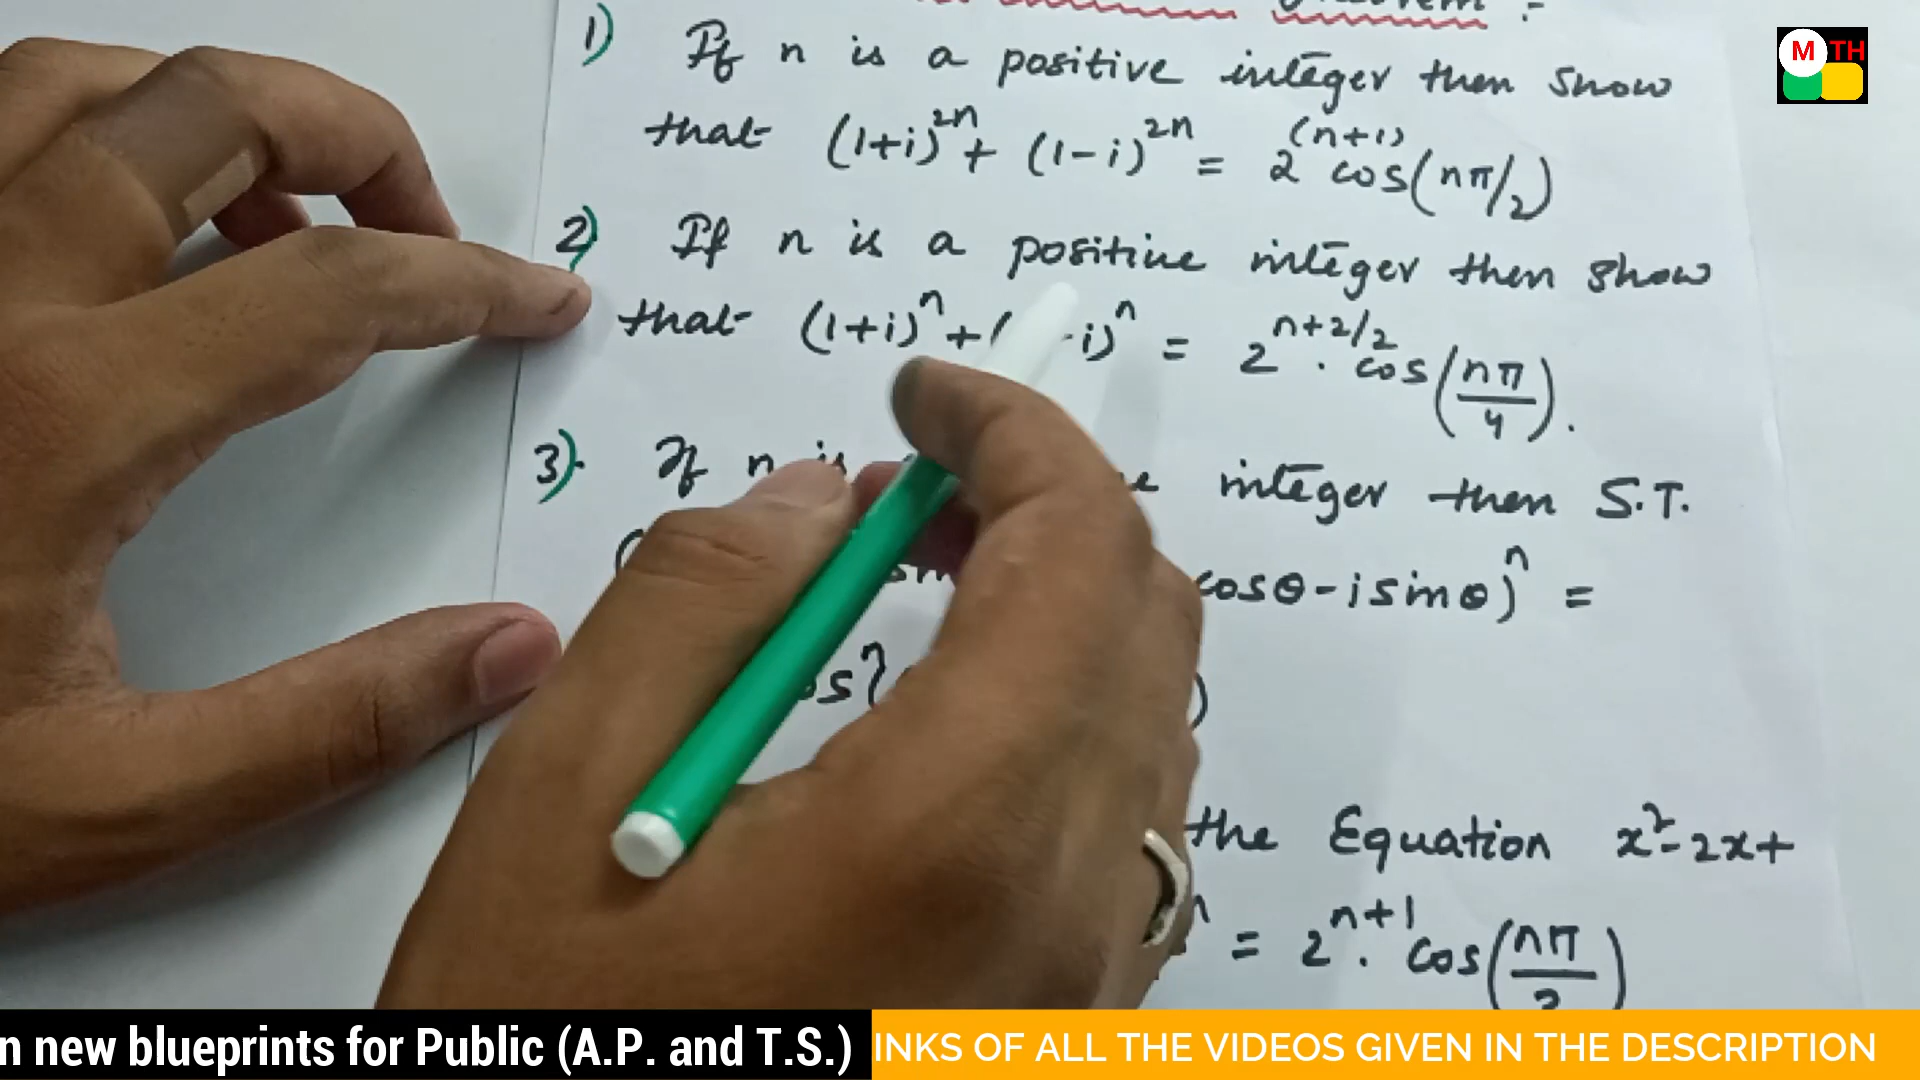 Theorem :-
1) If n is a positive integer then show
that (1+i)^2n + (1-i)^2n = 2^(n+1) cos(nπ/2)
M TH
2) If n is a positive integer then show
that (1+i)^n + ( -i)^n = 2^n+2/2 . cos(nπ/4).
3). If n is integer then S.T.
cosθ-isinθ)^n =
the Equation x²-2x+
n = 2^n+1 . cos(nπ/ )
n new blueprints for Public (A.P. and T.S.)
INKS OF ALL THE VIDEOS GIVEN IN THE DESCRIPTION